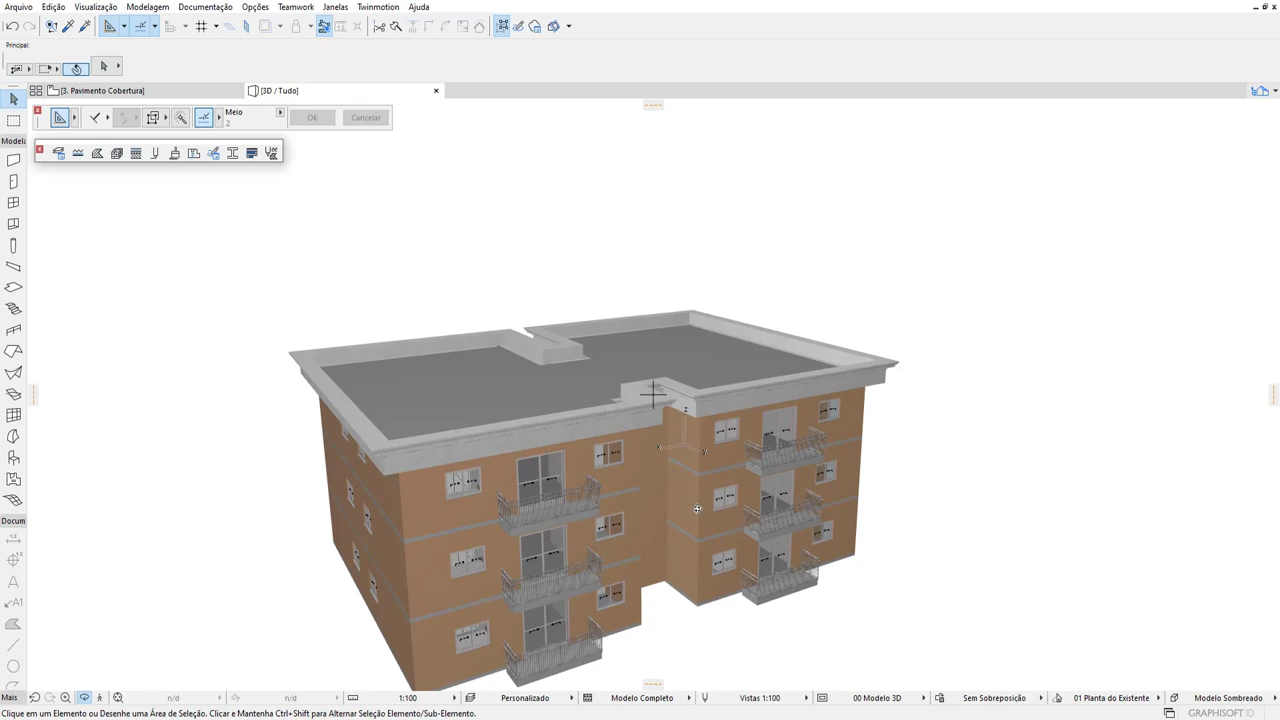 Arquivo Edição Visualização Modelagem Documentação Opções Teamwork Janelas Twinmotion Ajuda
Principal:
[3. Pavimento Cobertura] [3D / Tudo]
Meio
2
OK Cancelar
Modela
z
x
y
Docum
A
A1
Mais
n/d n/d 1:100 Personalizado Modelo Completo Vistas 1:100 00 Modelo 3D Sem Sobreposição 01 Planta do Existente Modelo Sombreado
Clique em um Elemento ou Desenhe uma Área de Seleção. Clicar e Mantenha Ctrl+Shift para Alternar Seleção Elemento/Sub-Elemento.
GRAPHISOFT ID